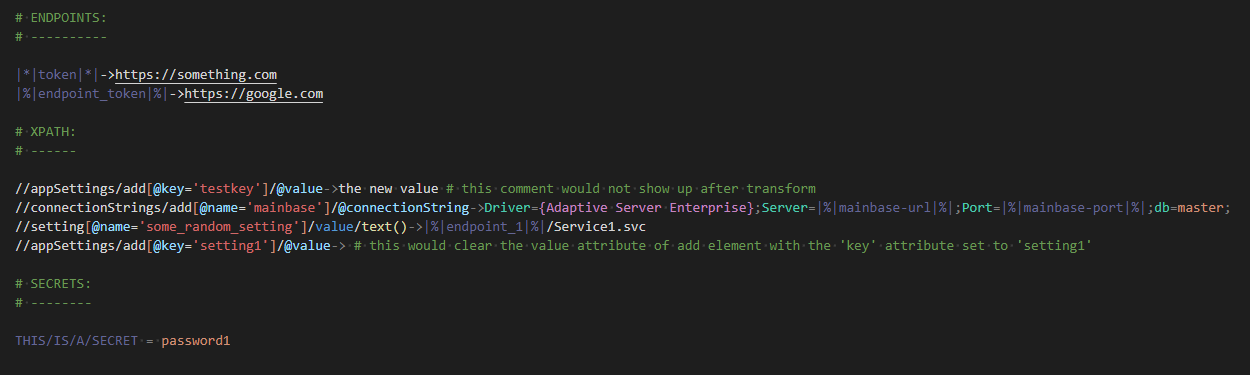 # ENDPOINTS:
# ----------
|*|token|*|->https://something.com
|%|endpoint_token|%|->https://google.com
# XPATH:
# ------
//appSettings/add[@key='testkey']/@value->the new value # this comment would not show up after transform
//connectionStrings/add[@name='mainbase']/@connectionString->Driver={Adaptive Server Enterprise};Server=|%|mainbase-url|%|;Port=|%|mainbase-port|%|;db=master;
//setting[@name='some_random_setting']/value/text()->|%|endpoint_1|%|/Service1.svc
//appSettings/add[@key='setting1']/@value-> # this would clear the value attribute of add element with the 'key' attribute set to 'setting1'
# SECRETS:
# --------
THIS/IS/A/SECRET = password1